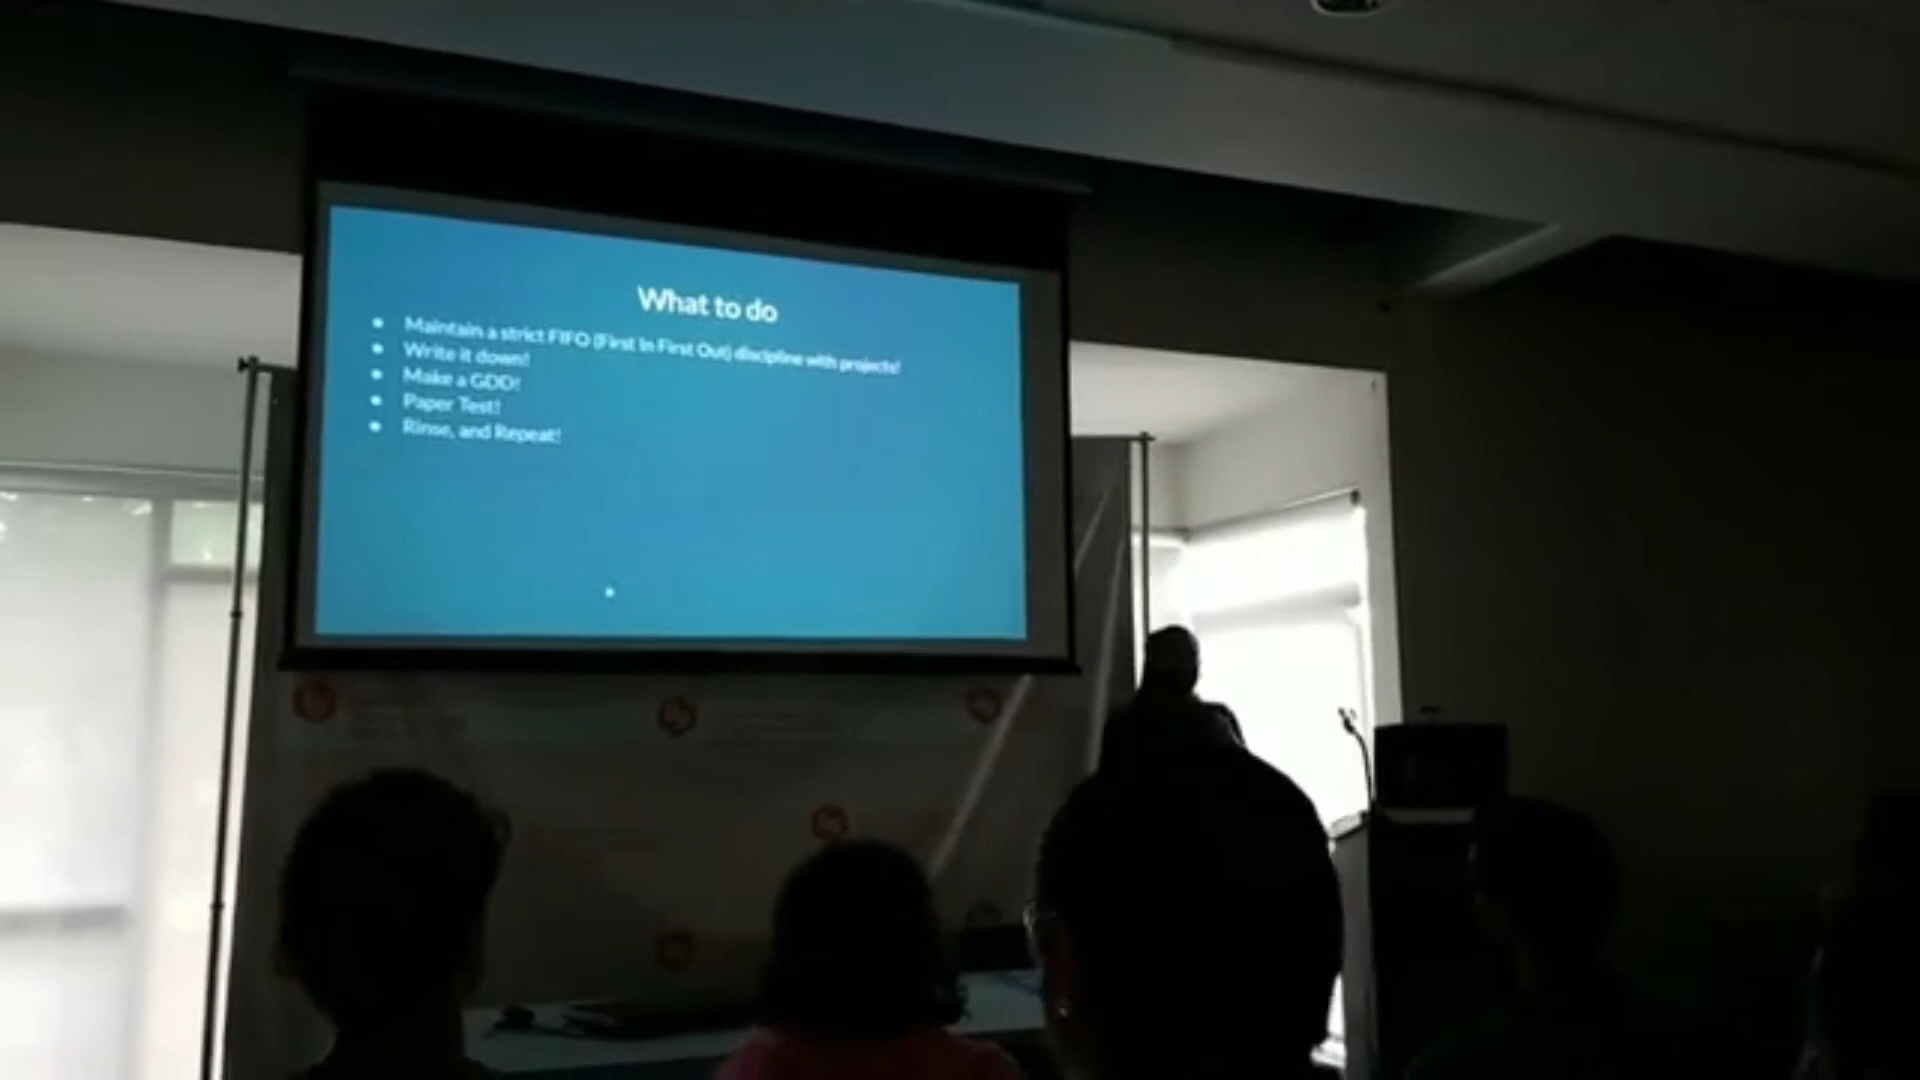 What to do
● Maintain a strict FIFO (First In First Out) discipline with projects!
● Write it down!
● Make a GDD!
● Paper Test!
● Rinse, and Repeat!